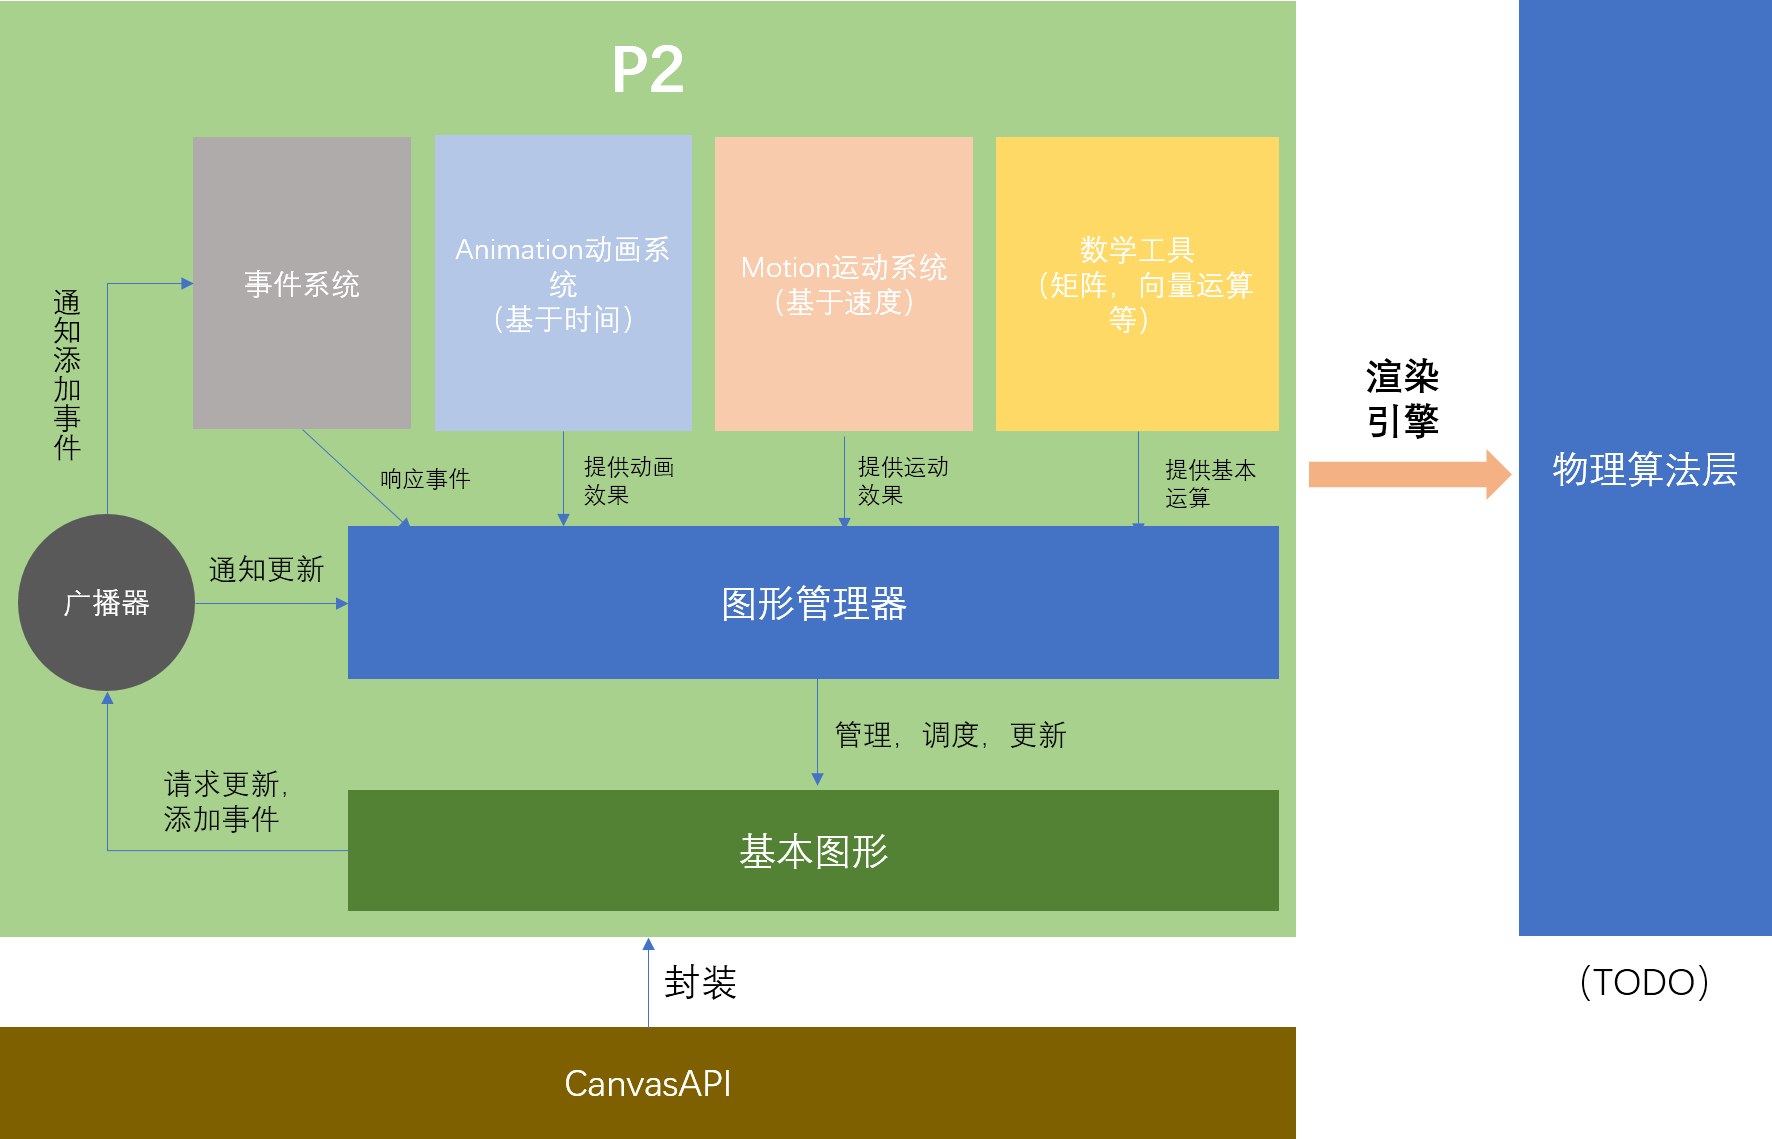 P2
事件系统
Animation动画系
统
（基于时间）
Motion运动系统
（基于速度）
数学工具
（矩阵，向量运算
等）
通知添加事件
响应事件
提供动画
效果
提供运动
效果
提供基本
运算
渲染
引擎
物理算法层
广播器
通知更新
图形管理器
管理，调度，更新
请求更新，
添加事件
基本图形
封装
（TODO）
CanvasAPI